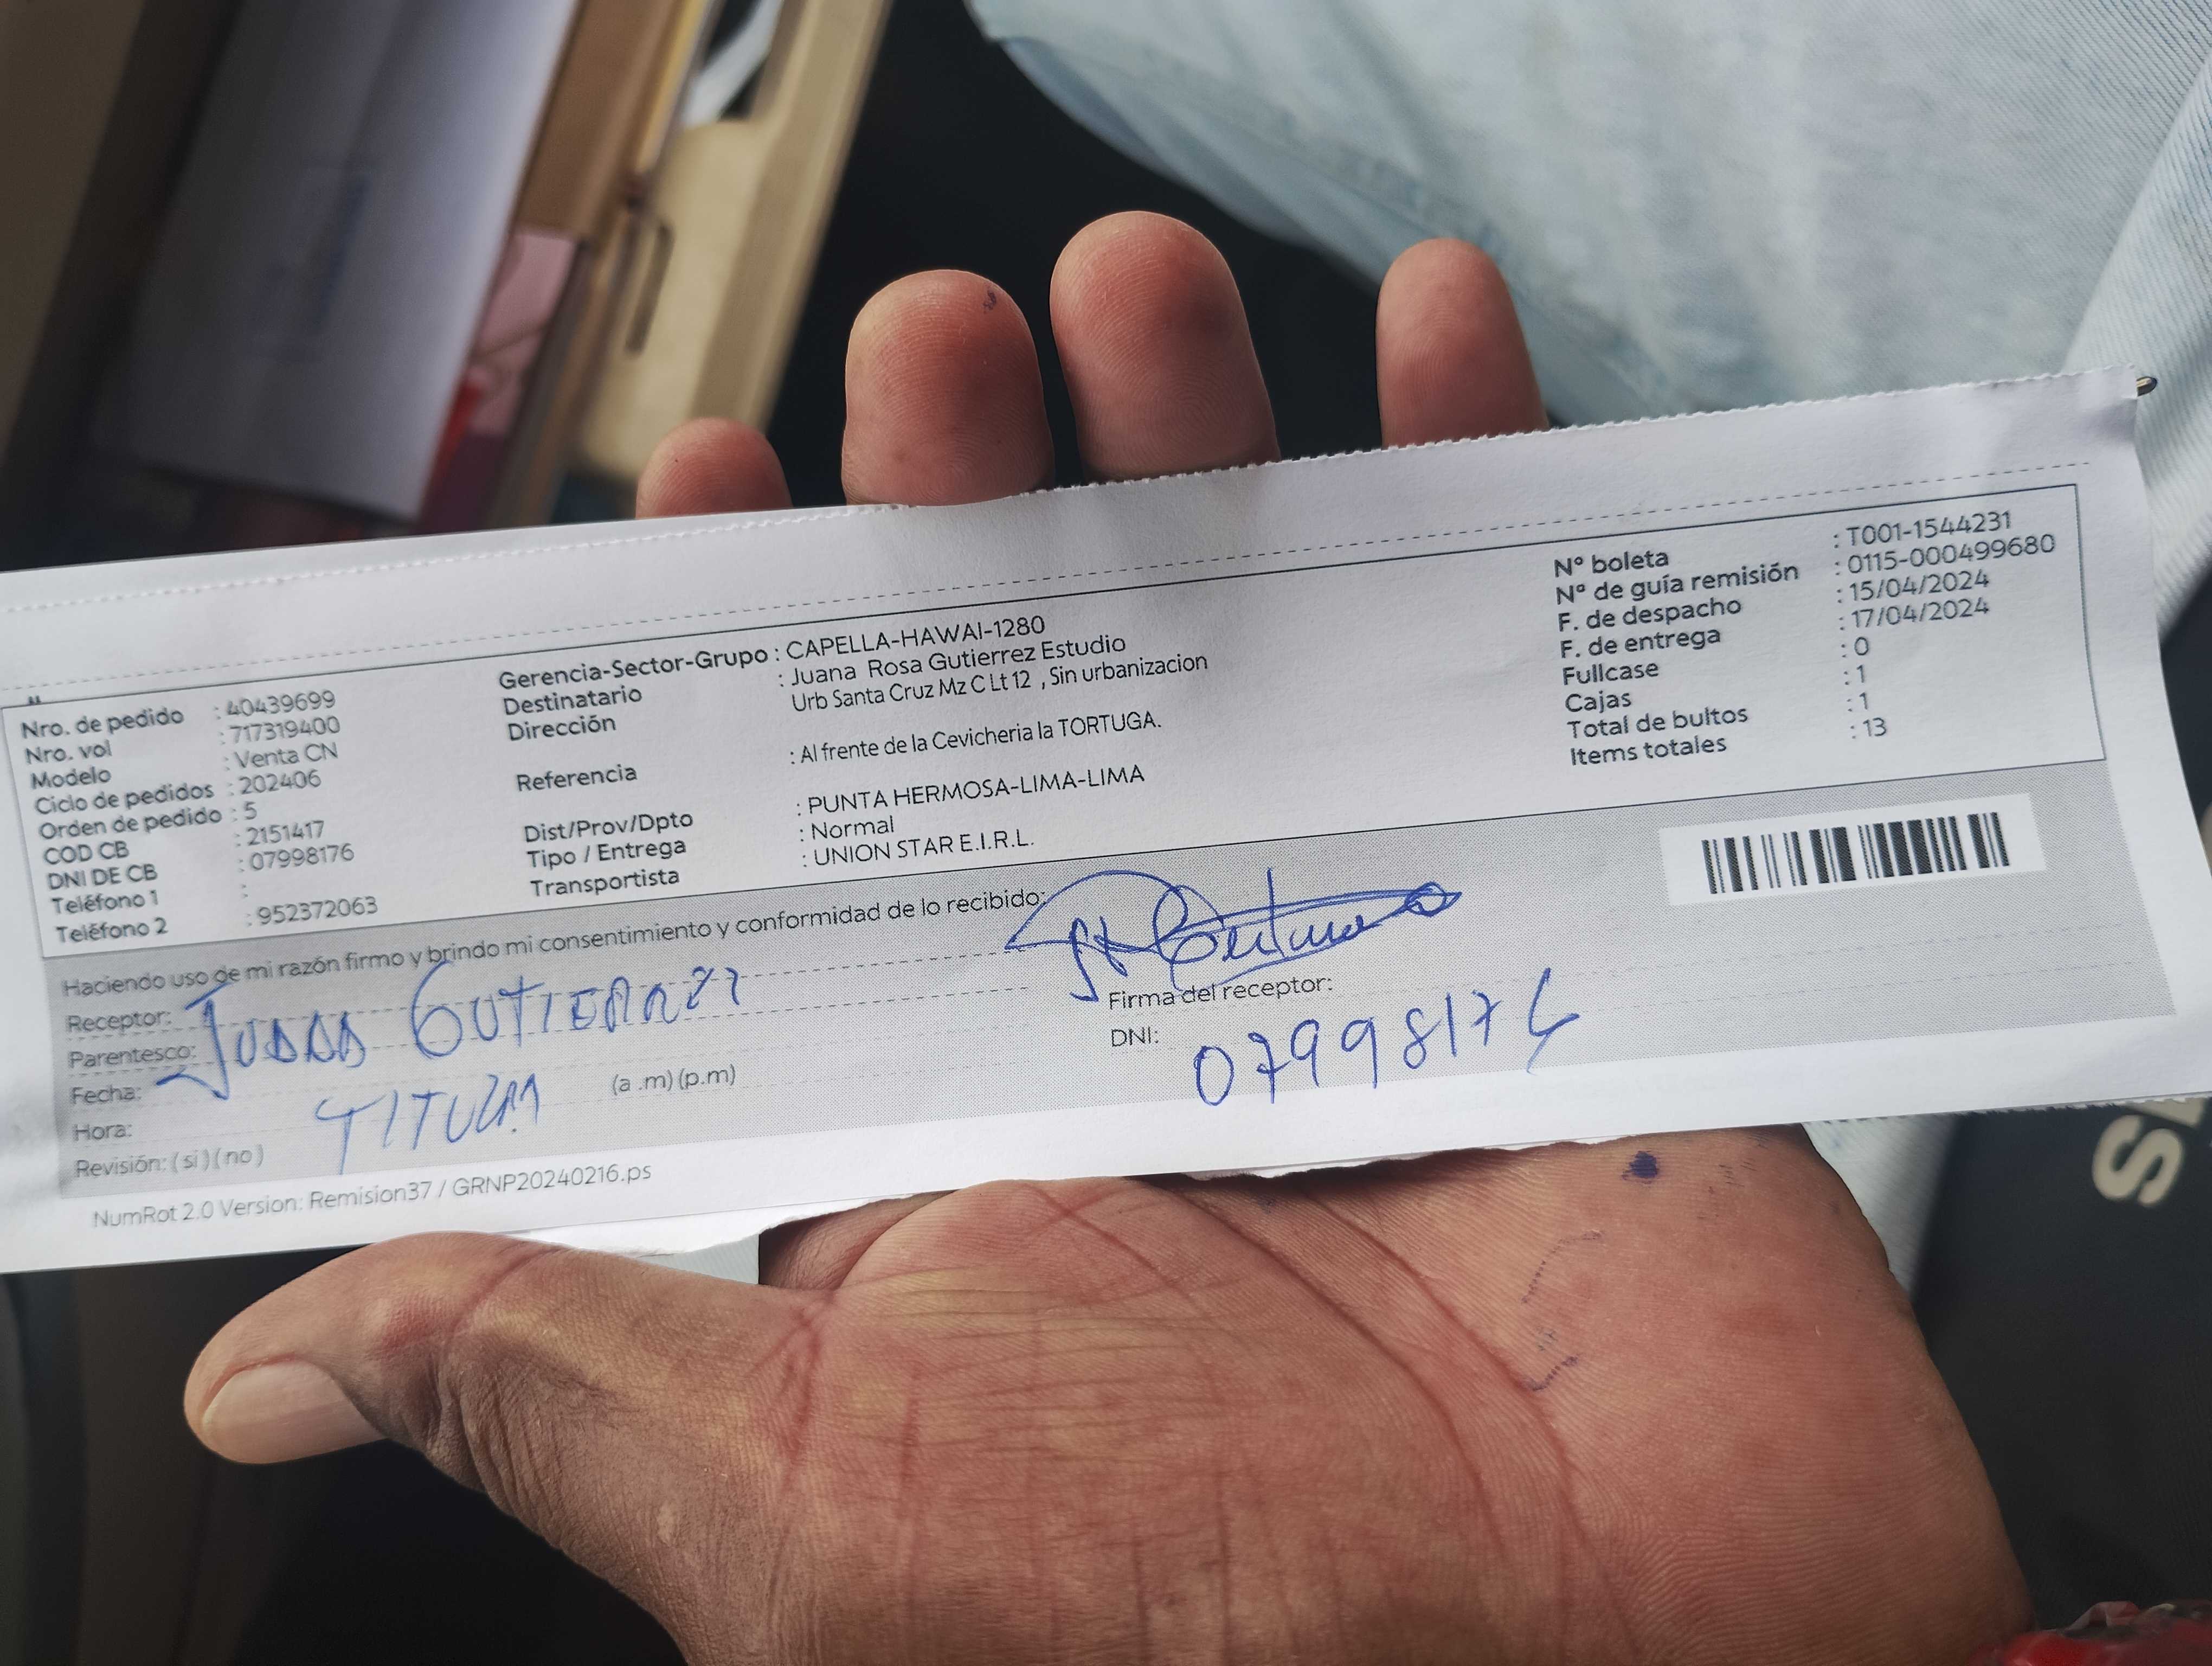 Nro. de pedido : 40439699
Nro. vol : 717319400
Modelo : Venta CN
Ciclo de pedidos : 202406
Orden de pedido : 5
COD CB : 2151417
DNI DE CB : 07998176
Teléfono 1 :
Teléfono 2 : 952372063
Gerencia-Sector-Grupo : CAPELLA-HAWAI-1280
Destinatario : Juana Rosa Gutierrez Estudio
Dirección Urb Santa Cruz Mz C Lt 12 , Sin urbanizacion
Referencia : Al frente de la Cevicheria la TORTUGA.
Dist/Prov/Dpto : PUNTA HERMOSA-LIMA-LIMA
Tipo / Entrega : Normal
Transportista : UNION STAR E.I.R.L.
Nº boleta : T001-1544231
Nº de guía remisión : 0115-000499680
F. de despacho : 15/04/2024
F. de entrega : 17/04/2024
Fullcase : 0
Cajas : 1
Total de bultos : 1
Items totales : 13
Haciendo uso de mi razón firmo y brindo mi consentimiento y conformidad de lo recibido:
Receptor:
Parentesco: GUTIERREZ
Fecha:
Hora: (a .m) (p.m)
Revisión: ( si ) ( no )
Firma del receptor:
DNI: 07998176
NumRot 2.0 Version: Remision37 / GRNP20240216.ps